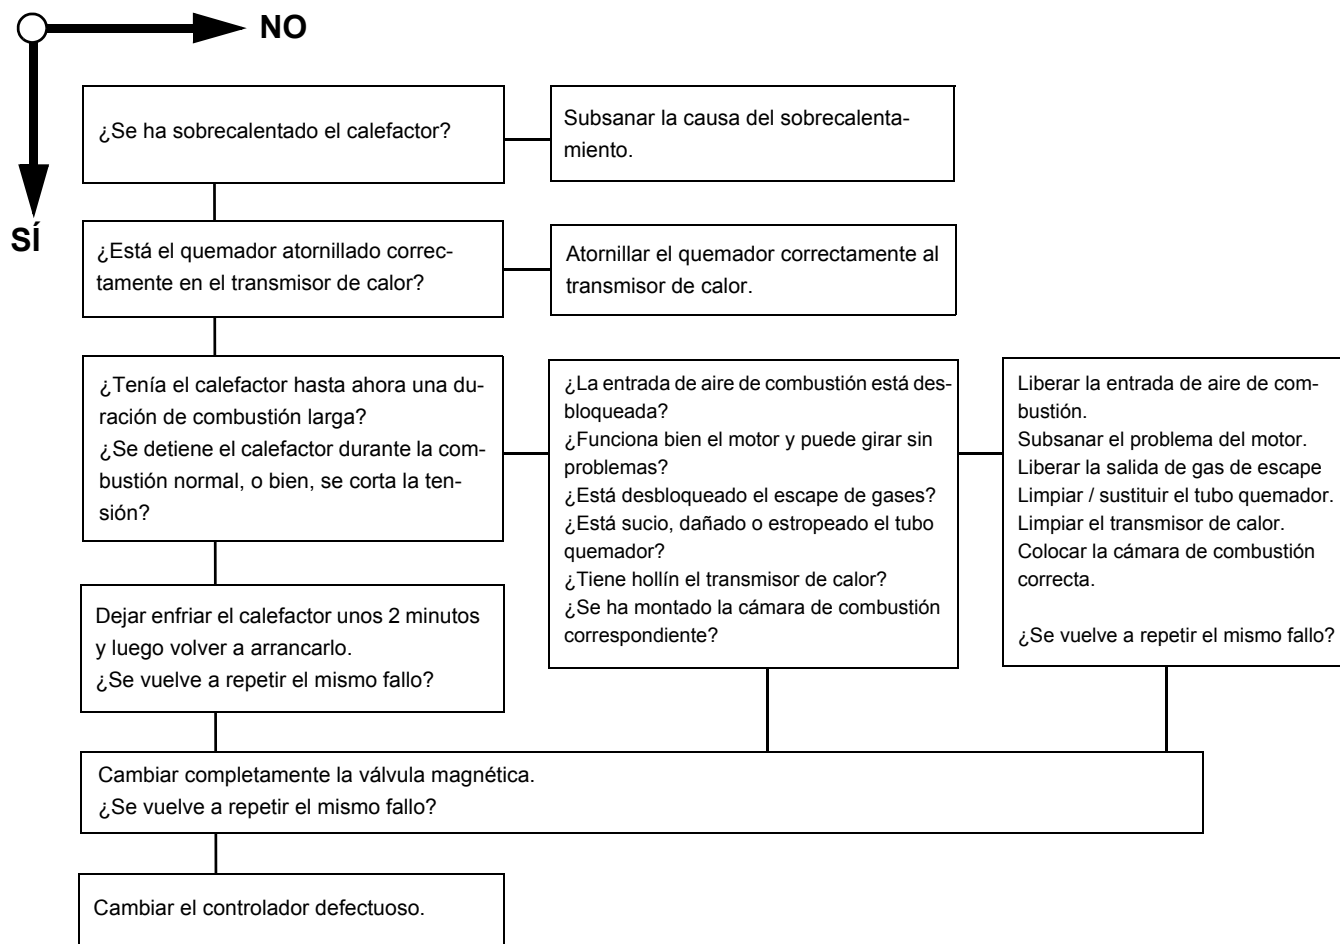 NO
SÍ
¿Se ha sobrecalentado el calefactor?
Subsanar la causa del sobrecalenta-
miento.
¿Está el quemador atornillado correc-
tamente en el transmisor de calor?
Atornillar el quemador correctamente al
transmisor de calor.
¿Tenía el calefactor hasta ahora una du-
ración de combustión larga?
¿Se detiene el calefactor durante la com-
bustión normal, o bien, se corta la ten-
sión?
¿La entrada de aire de combustión está des-
bloqueada?
¿Funciona bien el motor y puede girar sin
problemas?
¿Está desbloqueado el escape de gases?
¿Está sucio, dañado o estropeado el tubo
quemador?
¿Tiene hollín el transmisor de calor?
¿Se ha montado la cámara de combustión
correspondiente?
Liberar la entrada de aire de com-
bustión.
Subsanar el problema del motor.
Liberar la salida de gas de escape
Limpiar / sustituir el tubo quemador.
Limpiar el transmisor de calor.
Colocar la cámara de combustión
correcta.
¿Se vuelve a repetir el mismo fallo?
Dejar enfriar el calefactor unos 2 minutos
y luego volver a arrancarlo.
¿Se vuelve a repetir el mismo fallo?
Cambiar completamente la válvula magnética.
¿Se vuelve a repetir el mismo fallo?
Cambiar el controlador defectuoso.